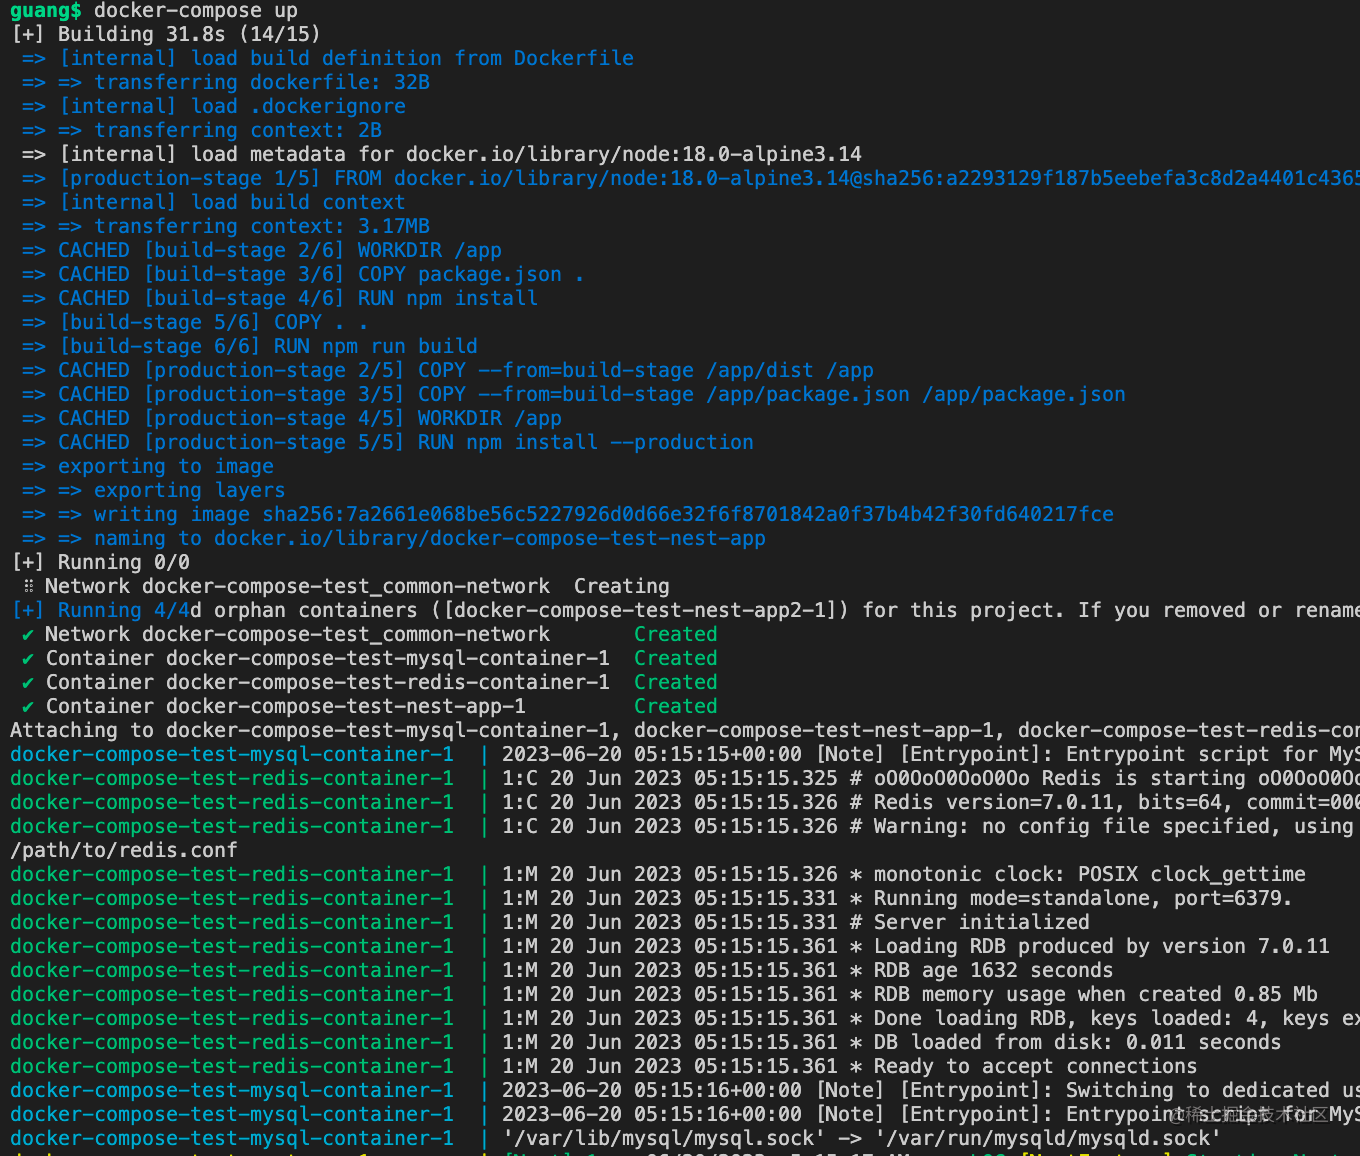 guang$ docker-compose up
[+] Building 31.8s (14/15)
=> [internal] load build definition from Dockerfile
=> => transferring dockerfile: 32B
=> [internal] load .dockerignore
=> => transferring context: 2B
=> [internal] load metadata for docker.io/library/node:18.0-alpine3.14
=> [production-stage 1/5] FROM docker.io/library/node:18.0-alpine3.14@sha256:a2293129f187b5eebefa3c8d2a4401c4365
=> [internal] load build context
=> => transferring context: 3.17MB
=> CACHED [build-stage 2/6] WORKDIR /app
=> CACHED [build-stage 3/6] COPY package.json .
=> CACHED [build-stage 4/6] RUN npm install
=> [build-stage 5/6] COPY . .
=> [build-stage 6/6] RUN npm run build
=> CACHED [production-stage 2/5] COPY --from=build-stage /app/dist /app
=> CACHED [production-stage 3/5] COPY --from=build-stage /app/package.json /app/package.json
=> CACHED [production-stage 4/5] WORKDIR /app
=> CACHED [production-stage 5/5] RUN npm install --production
=> exporting to image
=> => exporting layers
=> => writing image sha256:7a2661e068be56c5227926d0d66e32f6f8701842a0f37b4b42f30fd640217fce
=> => naming to docker.io/library/docker-compose-test-nest-app
[+] Running 0/0
⠿ Network docker-compose-test_common-network  Creating
[+] Running 4/4d orphan containers ([docker-compose-test-nest-app2-1]) for this project. If you removed or rename
✔ Network docker-compose-test_common-network       Created
✔ Container docker-compose-test-mysql-container-1  Created
✔ Container docker-compose-test-redis-container-1  Created
✔ Container docker-compose-test-nest-app-1         Created
Attaching to docker-compose-test-mysql-container-1, docker-compose-test-nest-app-1, docker-compose-test-redis-con
docker-compose-test-mysql-container-1  | 2023-06-20 05:15:15+00:00 [Note] [Entrypoint]: Entrypoint script for MyS
docker-compose-test-redis-container-1  | 1:C 20 Jun 2023 05:15:15.325 # oO0OoO0OoO0Oo Redis is starting oO0OoO0Oo
docker-compose-test-redis-container-1  | 1:C 20 Jun 2023 05:15:15.326 # Redis version=7.0.11, bits=64, commit=000
docker-compose-test-redis-container-1  | 1:C 20 Jun 2023 05:15:15.326 # Warning: no config file specified, using
/path/to/redis.conf
docker-compose-test-redis-container-1  | 1:M 20 Jun 2023 05:15:15.326 * monotonic clock: POSIX clock_gettime
docker-compose-test-redis-container-1  | 1:M 20 Jun 2023 05:15:15.331 * Running mode=standalone, port=6379.
docker-compose-test-redis-container-1  | 1:M 20 Jun 2023 05:15:15.331 # Server initialized
docker-compose-test-redis-container-1  | 1:M 20 Jun 2023 05:15:15.361 * Loading RDB produced by version 7.0.11
docker-compose-test-redis-container-1  | 1:M 20 Jun 2023 05:15:15.361 * RDB age 1632 seconds
docker-compose-test-redis-container-1  | 1:M 20 Jun 2023 05:15:15.361 * RDB memory usage when created 0.85 Mb
docker-compose-test-redis-container-1  | 1:M 20 Jun 2023 05:15:15.361 * Done loading RDB, keys loaded: 4, keys ex
docker-compose-test-redis-container-1  | 1:M 20 Jun 2023 05:15:15.361 * DB loaded from disk: 0.011 seconds
docker-compose-test-redis-container-1  | 1:M 20 Jun 2023 05:15:15.361 * Ready to accept connections
docker-compose-test-mysql-container-1  | 2023-06-20 05:15:16+00:00 [Note] [Entrypoint]: Switching to dedicated us
docker-compose-test-mysql-container-1  | 2023-06-20 05:15:16+00:00 [Note] [Entrypoint]: Entrypoint script for MyS
@稀土掘金技术社区
docker-compose-test-mysql-container-1  | '/var/lib/mysql/mysql.sock' -> '/var/run/mysqld/mysqld.sock'